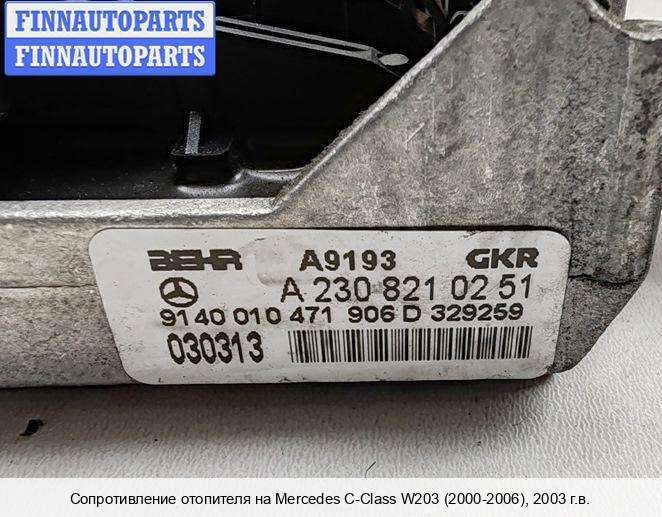 FINNAUTOPARTS
FINNAUTOPARTS
BEHR A9193 GKR
A 230 821 02 51
9140 010 471 906 D 329259
030313
Сопротивление отопителя на Mercedes C-Class W203 (2000-2006), 2003 г.в.